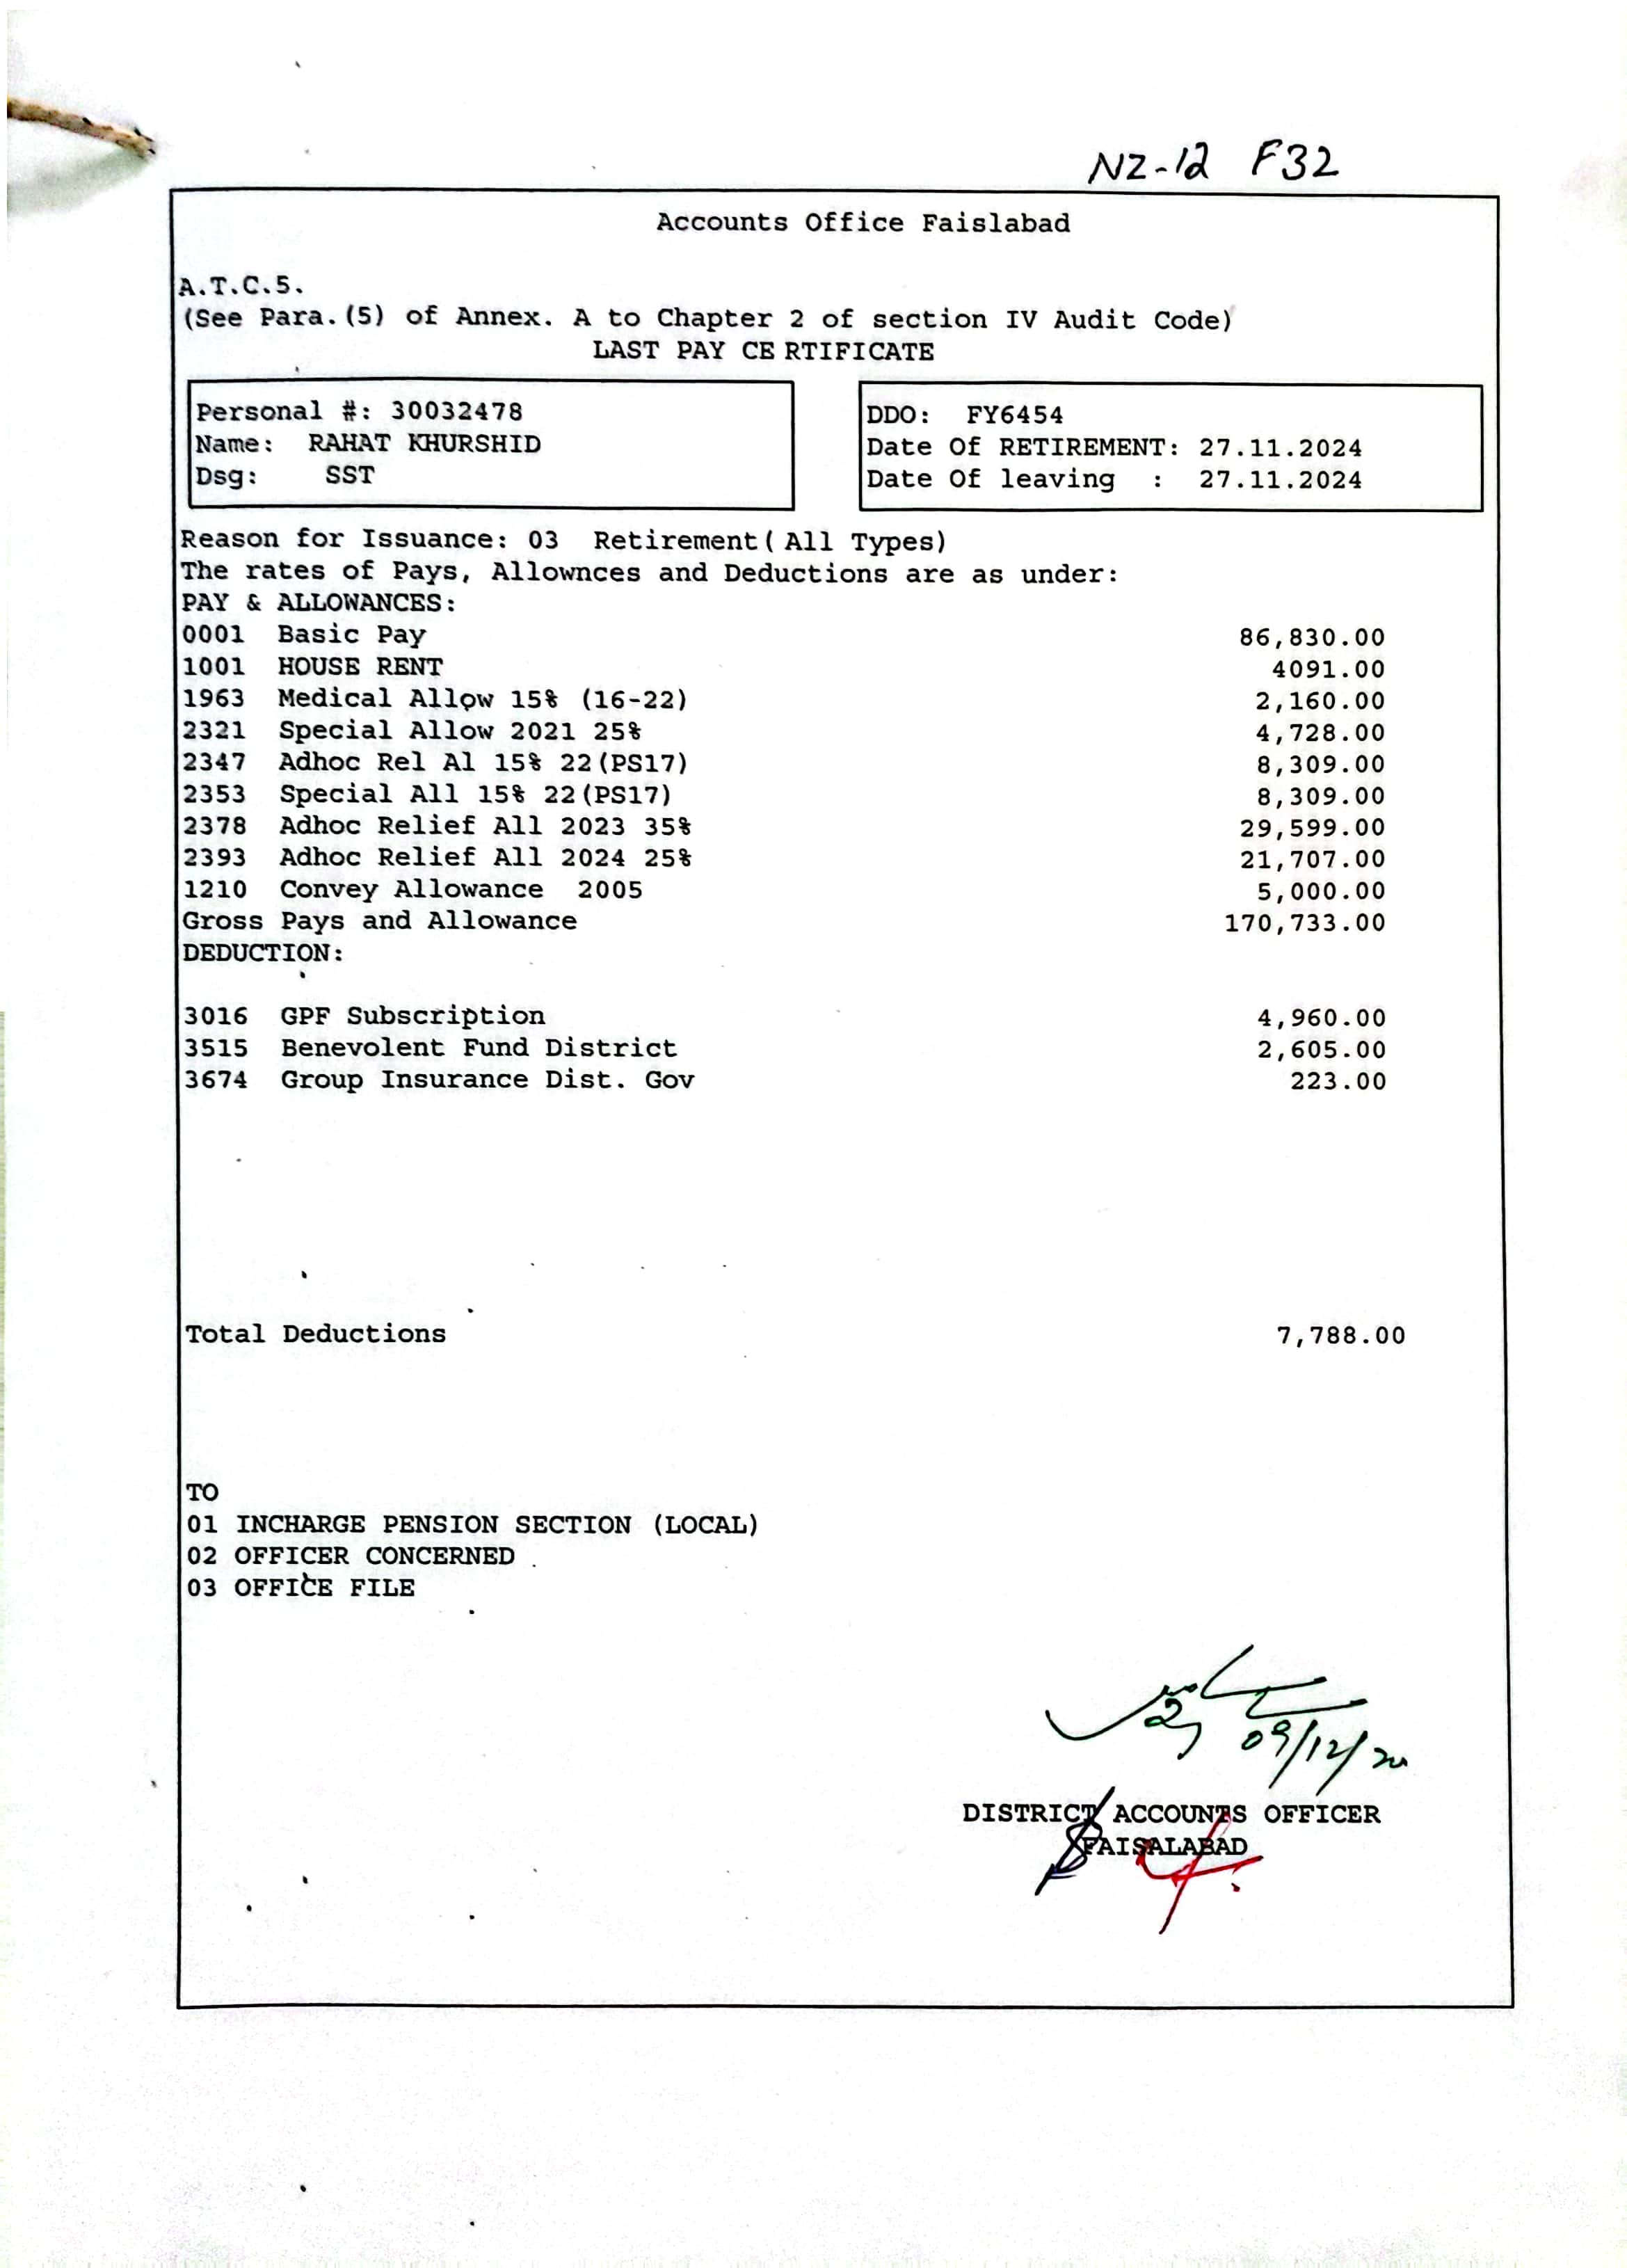 NZ-12 F32
Accounts Office Faislabad
A.T.C.5.
(See Para.(5) of Annex. A to Chapter 2 of section IV Audit Code)
LAST PAY CE RTIFICATE
Personal #: 30032478
Name: RAHAT KHURSHID
Dsg: SST
DDO: FY6454
Date Of RETIREMENT: 27.11.2024
Date Of leaving : 27.11.2024
Reason for Issuance: 03 Retirement(All Types)
The rates of Pays, Allownces and Deductions are as under:
PAY & ALLOWANCES:
0001 Basic Pay 86,830.00
1001 HOUSE RENT 4091.00
1963 Medical Allow 15% (16-22) 2,160.00
2321 Special Allow 2021 25% 4,728.00
2347 Adhoc Rel Al 15% 22(PS17) 8,309.00
2353 Special All 15% 22(PS17) 8,309.00
2378 Adhoc Relief All 2023 35% 29,599.00
2393 Adhoc Relief All 2024 25% 21,707.00
1210 Convey Allowance 2005 5,000.00
Gross Pays and Allowance 170,733.00
DEDUCTION:
3016 GPF Subscription 4,960.00
3515 Benevolent Fund District 2,605.00
3674 Group Insurance Dist. Gov 223.00
Total Deductions 7,788.00
TO
01 INCHARGE PENSION SECTION (LOCAL)
02 OFFICER CONCERNED
03 OFFICE FILE
09/12/
DISTRICT ACCOUNTS OFFICER
FAISALABAD